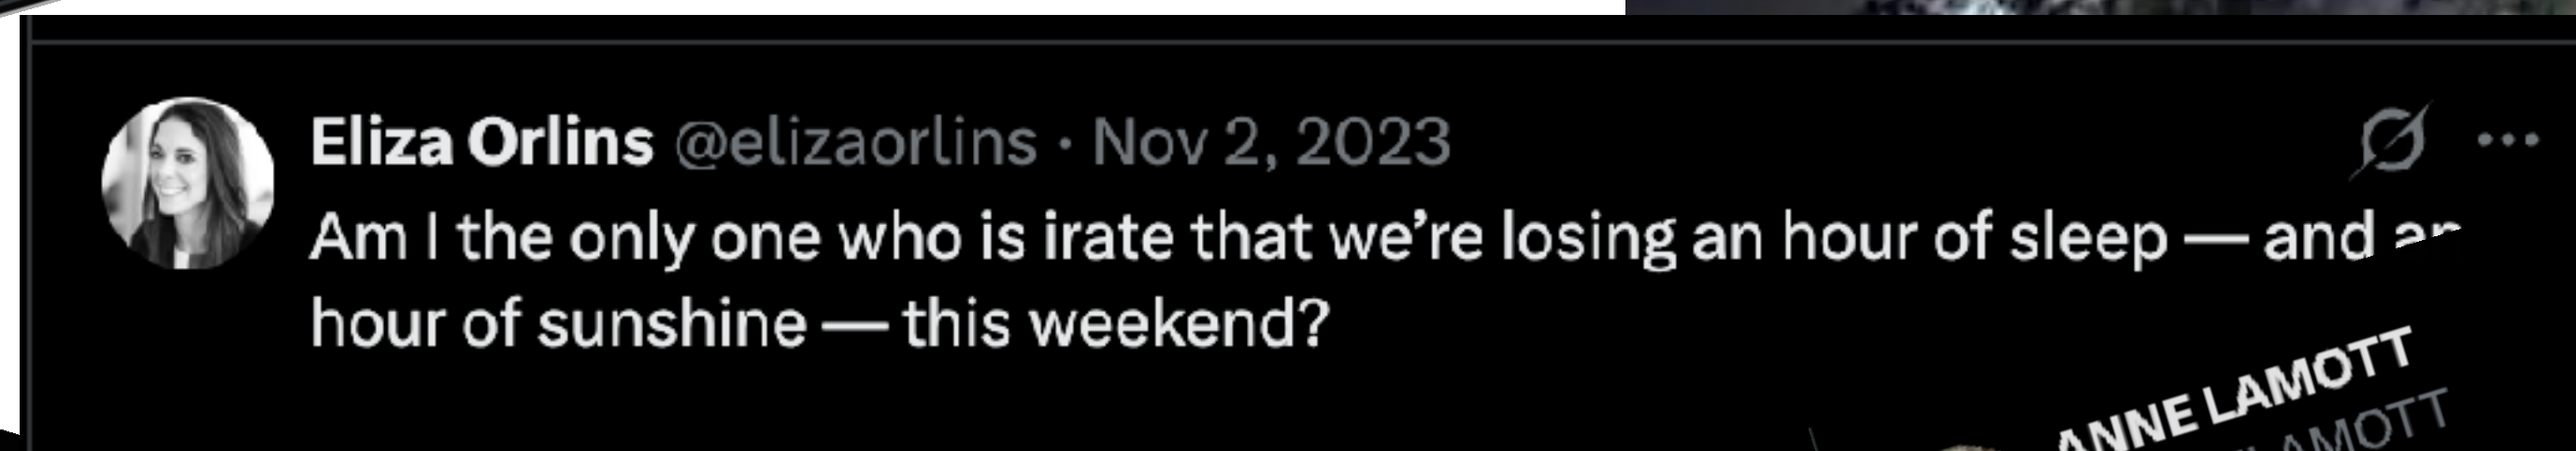 Eliza Orlins @elizaorlins · Nov 2, 2023
Am I the only one who is irate that we’re losing an hour of sleep — and
hour of sunshine — this weekend?
ANNE LAMOTT
LAMOTT